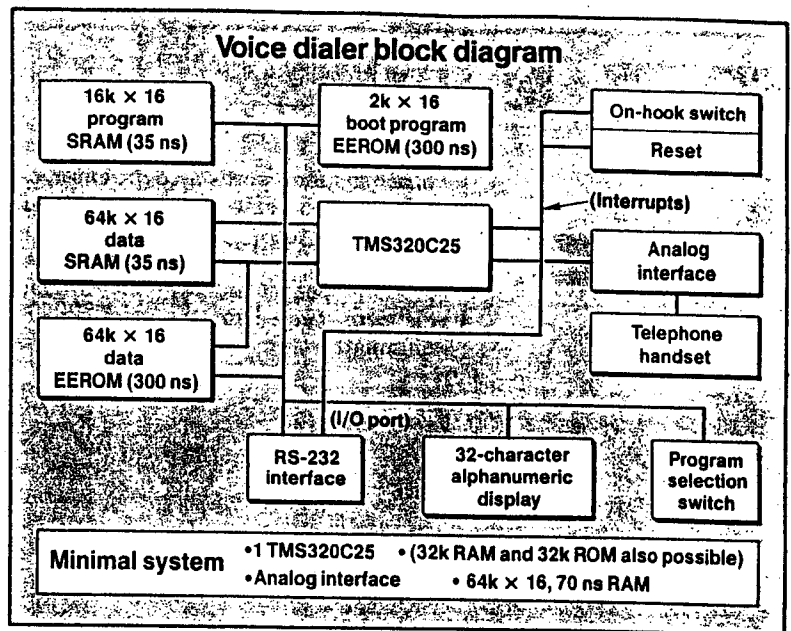 Voice dialer block diagram
16k × 16
program
SRAM (35 ns)
2k × 16
boot program
EEROM (300 ns)
On-hook switch
Reset
(Interrupts)
64k × 16
data
SRAM (35 ns)
TMS320C25
Analog
interface
64k × 16
data
EEROM (300 ns)
Telephone
handset
(I/O port)
RS-232
interface
32-character
alphanumeric
display
Program
selection
switch
Minimal system
•1 TMS320C25
•(32k RAM and 32k ROM also possible)
•Analog interface
•64k × 16, 70 ns RAM